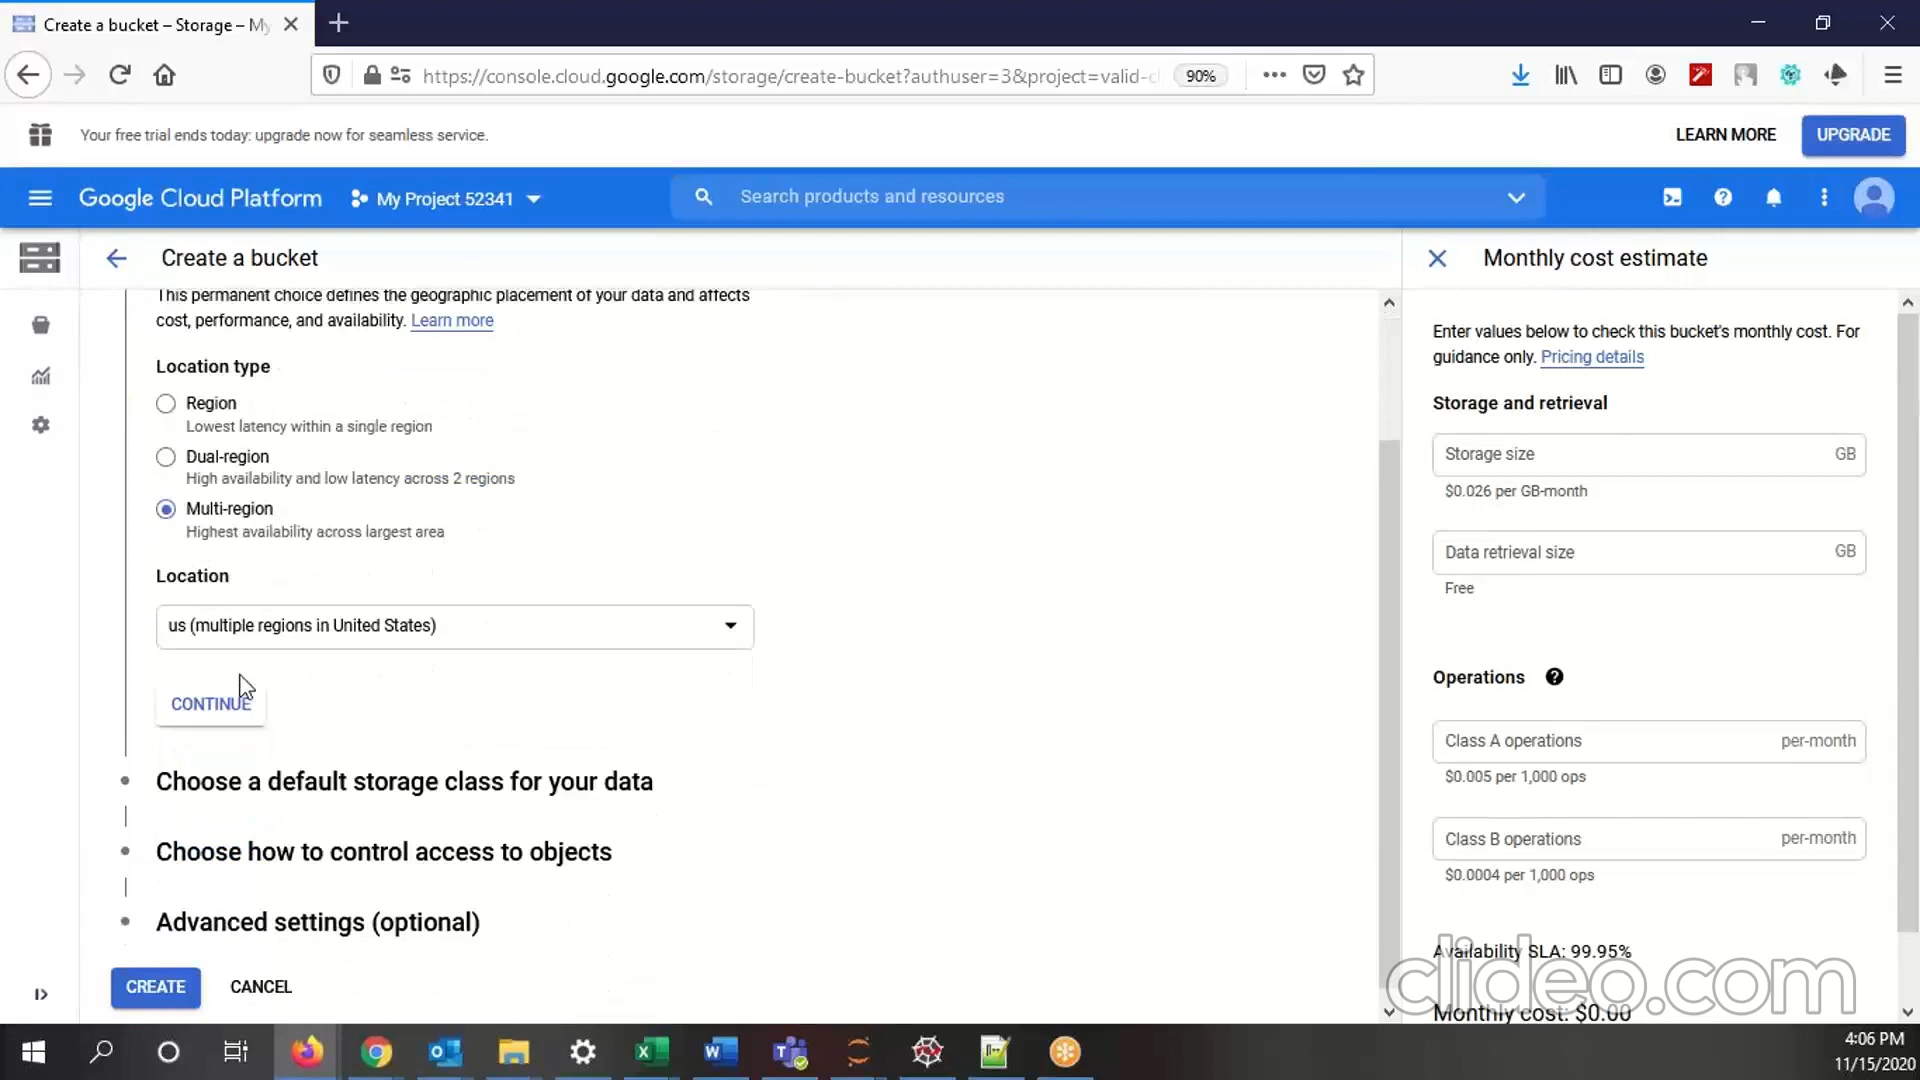 Create a bucket – Storage – My
https://console.cloud.google.com/storage/create-bucket?authuser=3&project=valid-c
90%
Your free trial ends today: upgrade now for seamless service.
LEARN MORE
UPGRADE
Google Cloud Platform
My Project 52341
Search products and resources
Create a bucket
This permanent choice defines the geographic placement of your data and affects
cost, performance, and availability. Learn more
Location type
Region
Lowest latency within a single region
Dual-region
High availability and low latency across 2 regions
Multi-region
Highest availability across largest area
Location
us (multiple regions in United States)
CONTINUE
Choose a default storage class for your data
Choose how to control access to objects
Advanced settings (optional)
CREATE
CANCEL
Monthly cost estimate
Enter values below to check this bucket's monthly cost. For
guidance only. Pricing details
Storage and retrieval
Storage size GB
$0.026 per GB-month
Data retrieval size GB
Free
Operations
Class A operations per-month
$0.005 per 1,000 ops
Class B operations per-month
$0.0004 per 1,000 ops
Availability SLA: 99.95%
clideo.com
Monthly cost: $0.00
4:06 PM
11/15/2020